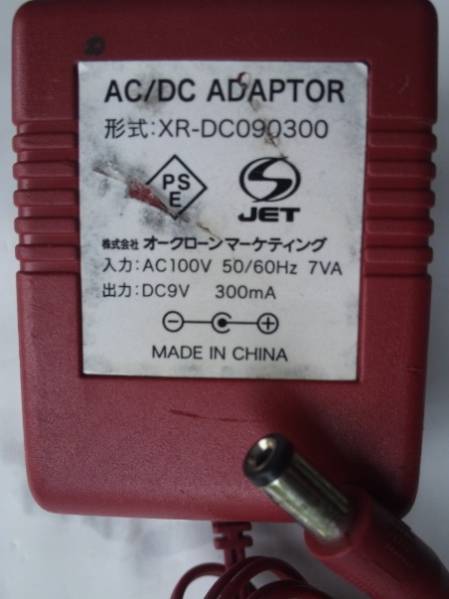 AC/DC ADAPTOR
形式:XR-DC090300
PS
E
JET
株式会社 オークローンマーケティング
入力:AC100V 50/60Hz 7VA
出力:DC9V 300mA
MADE IN CHINA